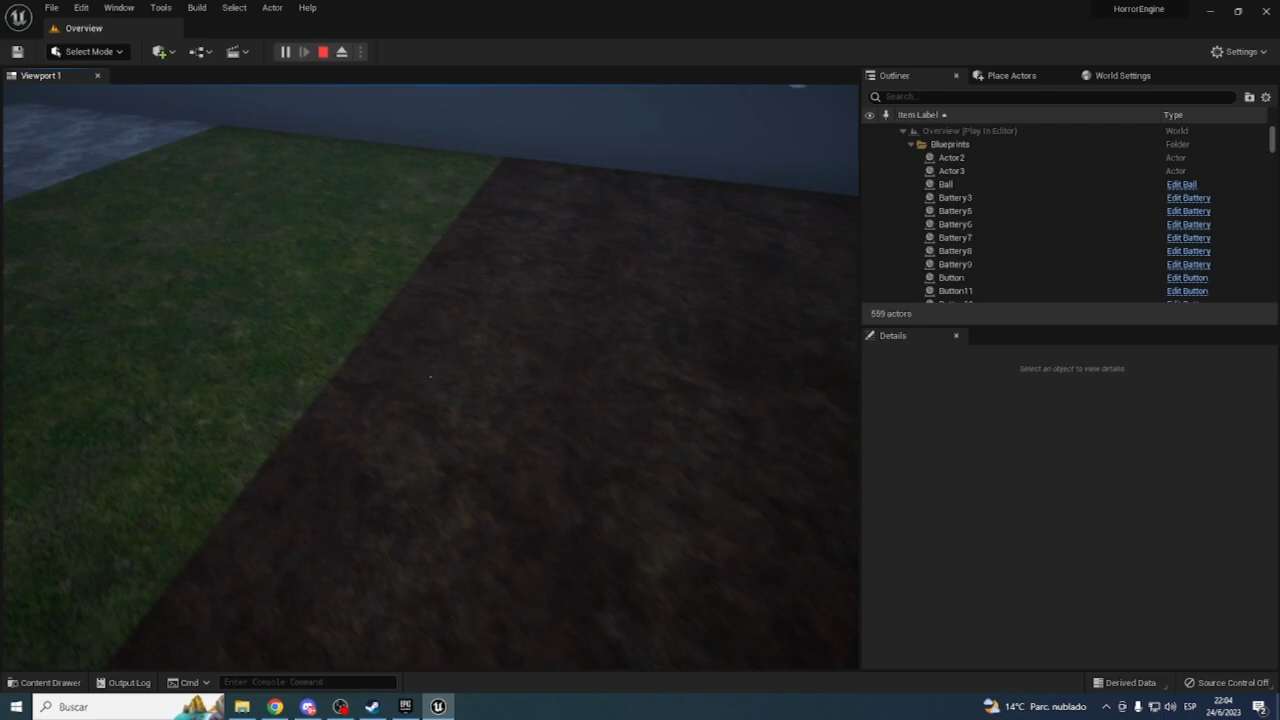 File Edit Window Tools Build Select Actor Help
HorrorEngine
Overview
Select Mode
Settings
Viewport 1
Outliner
Place Actors
World Settings
Search...
Item Label
Type
Overview (Play In Editor)
World
Blueprints
Folder
Actor2
Actor
Actor3
Actor
Ball
Edit Ball
Battery3
Edit Battery
Battery5
Edit Battery
Battery6
Edit Battery
Battery7
Edit Battery
Battery8
Edit Battery
Battery9
Edit Battery
Button
Edit Button
Button11
Edit Button
559 actors
Details
Select an object to view details
Content Drawer
Output Log
Cmd
Enter Console Command
Derived Data
Source Control Off
Buscar
EPIC
14°C Parc. nublado
ESP
22:04
24/6/2023
2